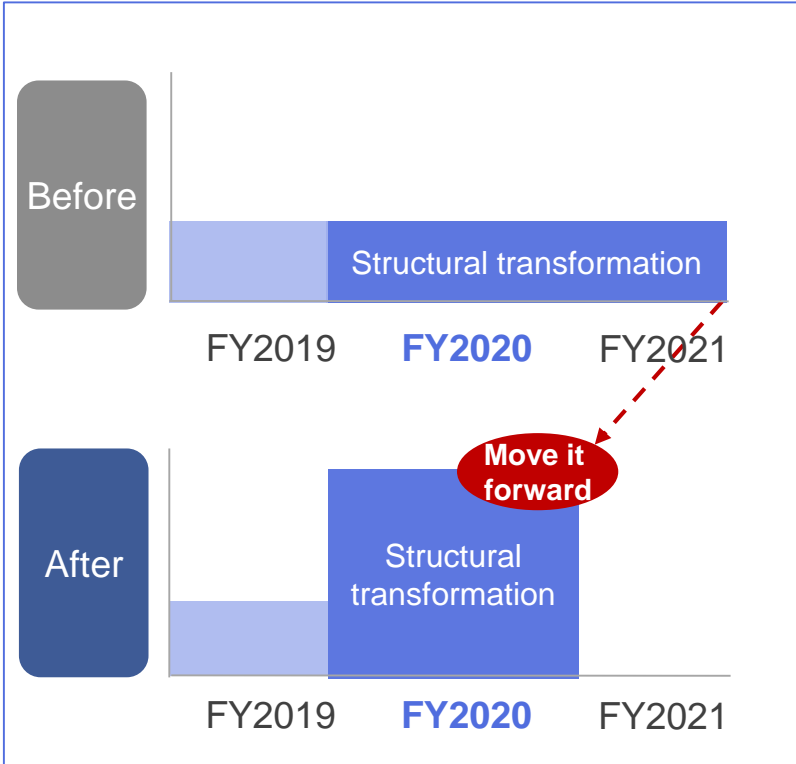 Before
Structural transformation
FY2019 FY2020 FY2021
Move it
forward
After
Structural
transformation
FY2019 FY2020 FY2021